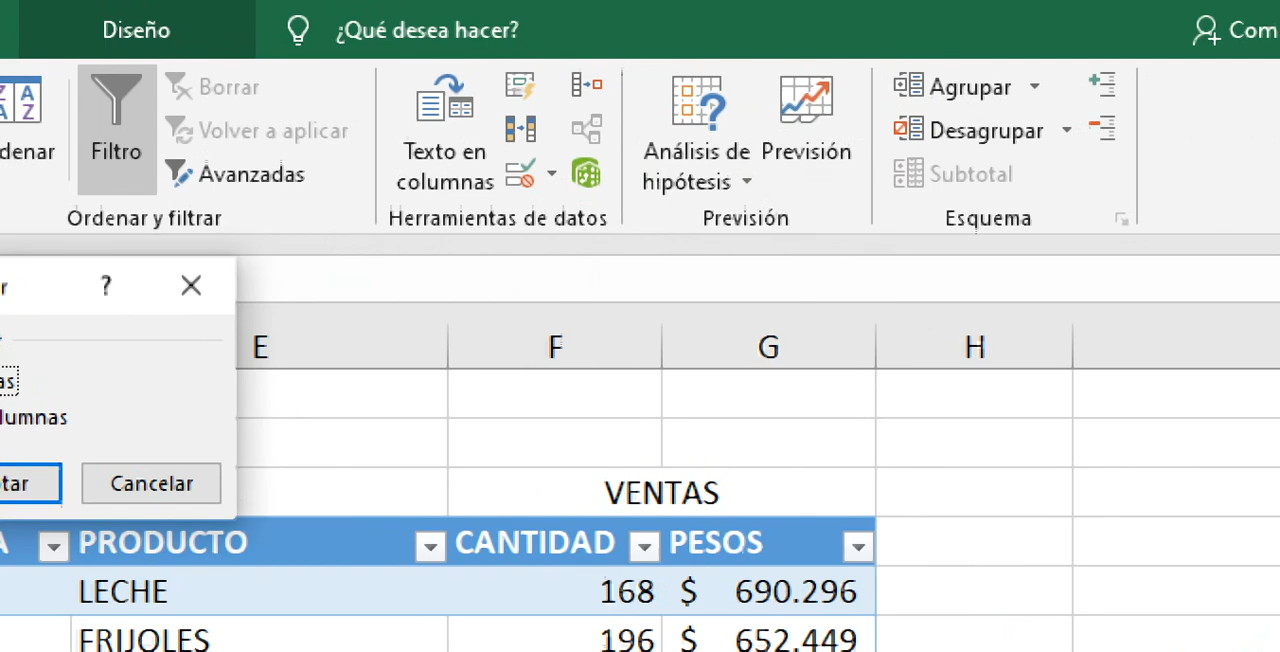 Diseño ¿Qué desea hacer? Com
denar Filtro Borrar Volver a aplicar Avanzadas
Texto en columnas
Análisis de hipótesis Previsión
Agrupar Desagrupar Subtotal
Ordenar y filtrar Herramientas de datos Previsión Esquema
r ?
E F G H
as
lumnas
tar Cancelar
VENTAS
A PRODUCTO CANTIDAD PESOS
LECHE 168 $ 690.296
FRIJOLES 196 $ 652.449